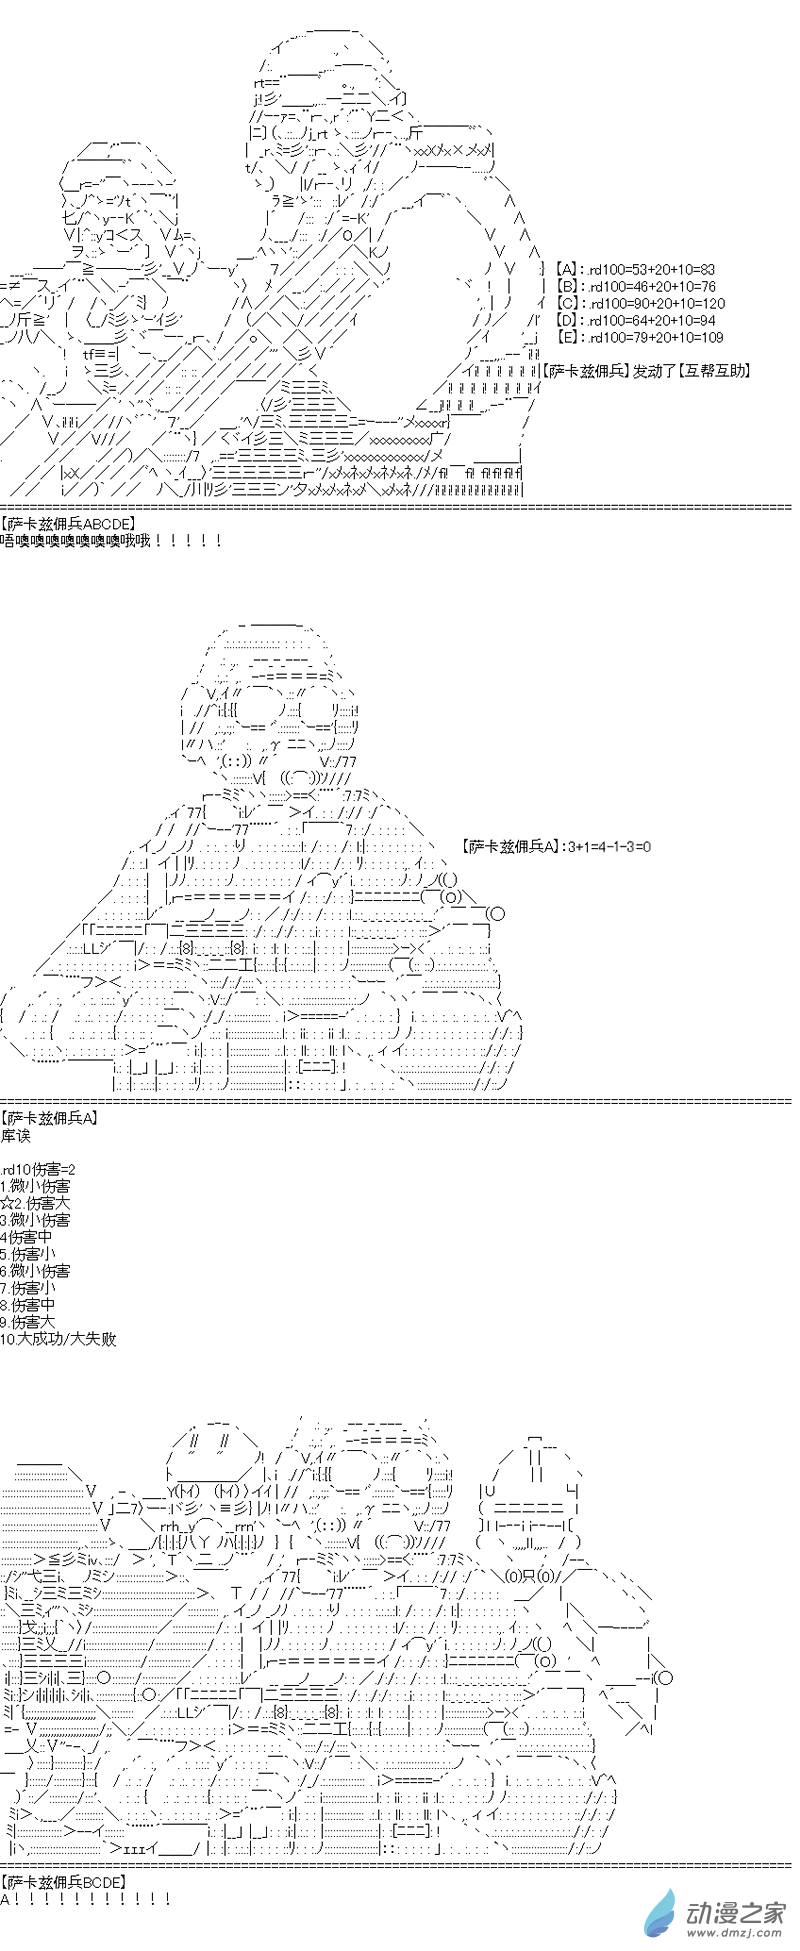 【A】:.rd100=53+20+10=83
【B】:.rd100=46+20+10=76
【C】:.rd100=90+20+10=120
【D】:.rd100=64+20+10=94
【E】:.rd100=79+20+10=109
【萨卡兹佣兵】发动了【互帮互助】
【萨卡兹佣兵ABCDE】
唔噢噢噢噢噢噢噢哦哦！！！！！
【萨卡兹佣兵A】:3+1=4-1-3=0
【萨卡兹佣兵A】
库诶
.rd10伤害=2
1.微小伤害
☆2.伤害大
3.微小伤害
4伤害中
5.伤害小
6.微小伤害
7.伤害小
8.伤害中
9.伤害大
10.大成功/大失败
【萨卡兹佣兵BCDE】
A！！！！！！！！！！！
动漫之家
www.dmzj.com